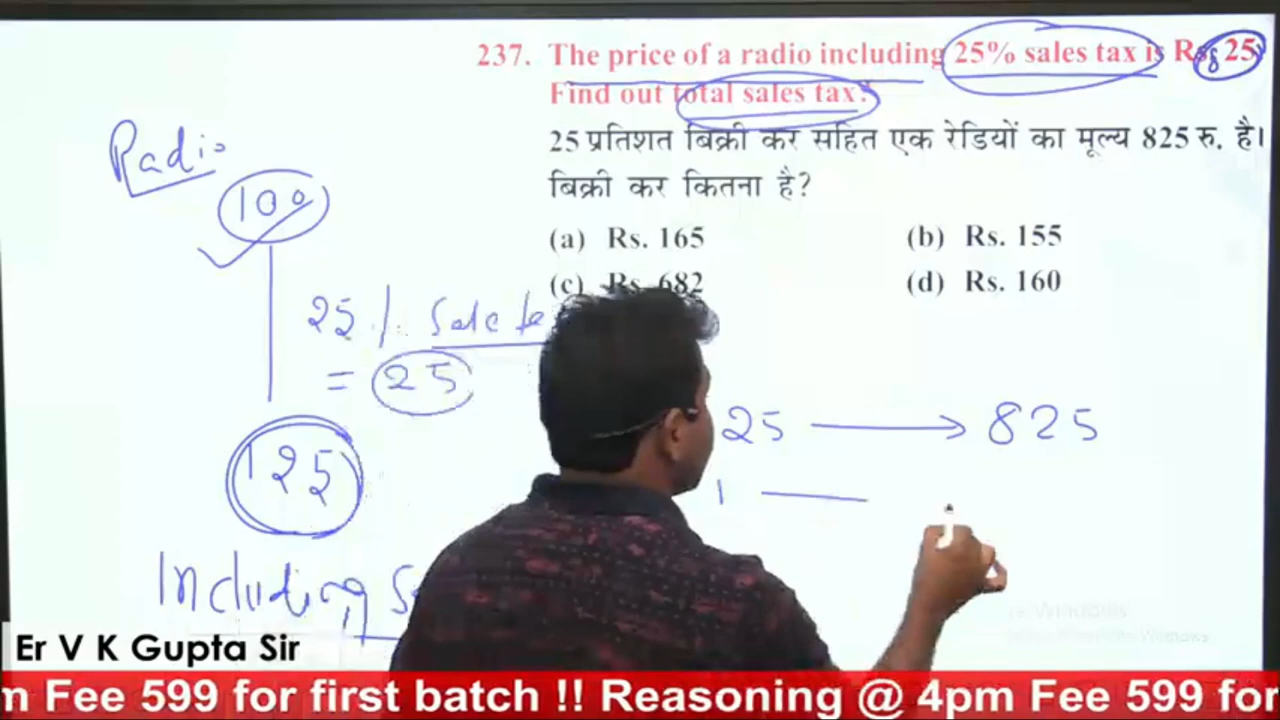 237. The price of a radio including 25% sales tax is Rs. 825
Find out total sales tax?
25 प्रतिशत बिक्री कर सहित एक रेडियों का मूल्य 825 रु. है।
बिक्री कर कितना है?
(a) Rs. 165 (b) Rs. 155
(c) Rs. 682 (d) Rs. 160
Radio
100
25 %. Sale
= 25
125
Including
25 → 825
1
Er V K Gupta Sir
m Fee 599 for first batch !! Reasoning @ 4pm Fee 599 for